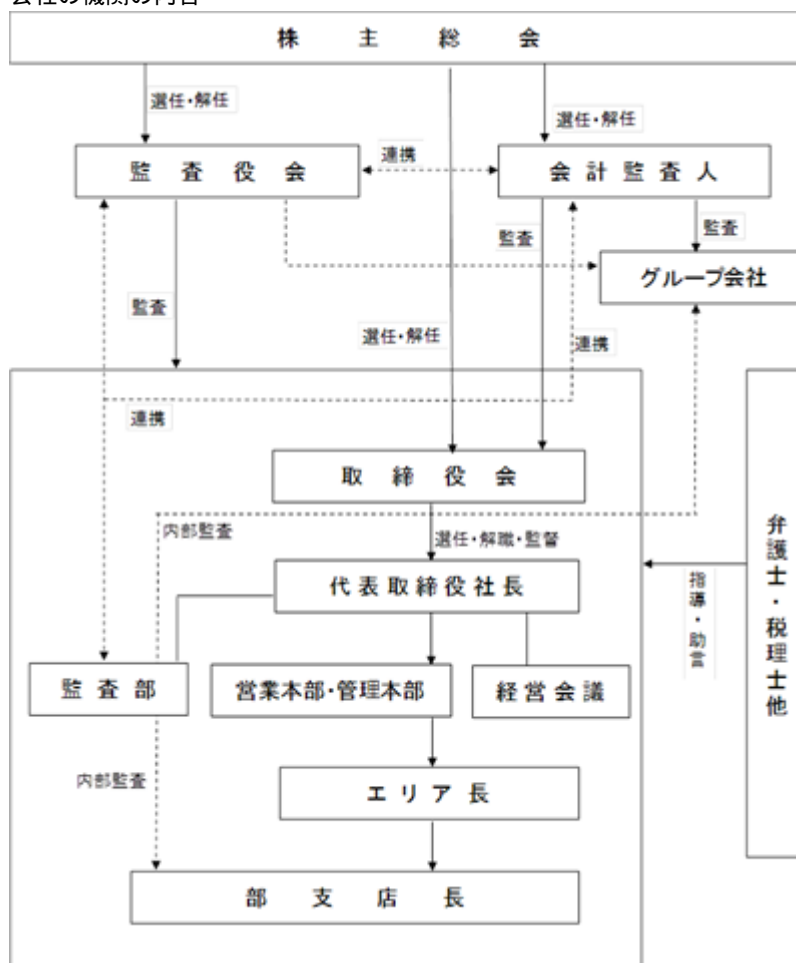 会社の機関の内容
株主総会
選任・解任
選任・解任
監査役会
連携
会計監査人
監査
監査
グループ会社
監査
選任・解任
連携
連携
取締役会
内部監査
選任・解職・監督
代表取締役社長
指導・助言
弁護士・税理士他
監査部
営業本部・管理本部
経営会議
内部監査
エリア長
部支店長